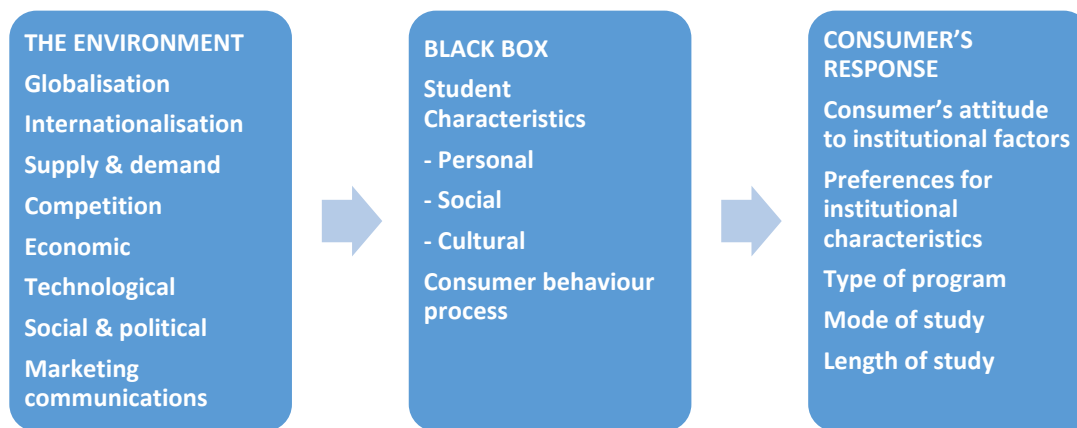 THE ENVIRONMENT
Globalisation
Internationalisation
Supply & demand
Competition
Economic
Technological
Social & political
Marketing
communications
BLACK BOX
Student
Characteristics
- Personal
- Social
- Cultural
Consumer behaviour
process
CONSUMER’S
RESPONSE
Consumer’s attitude
to institutional factors
Preferences for
institutional
characteristics
Type of program
Mode of study
Length of study